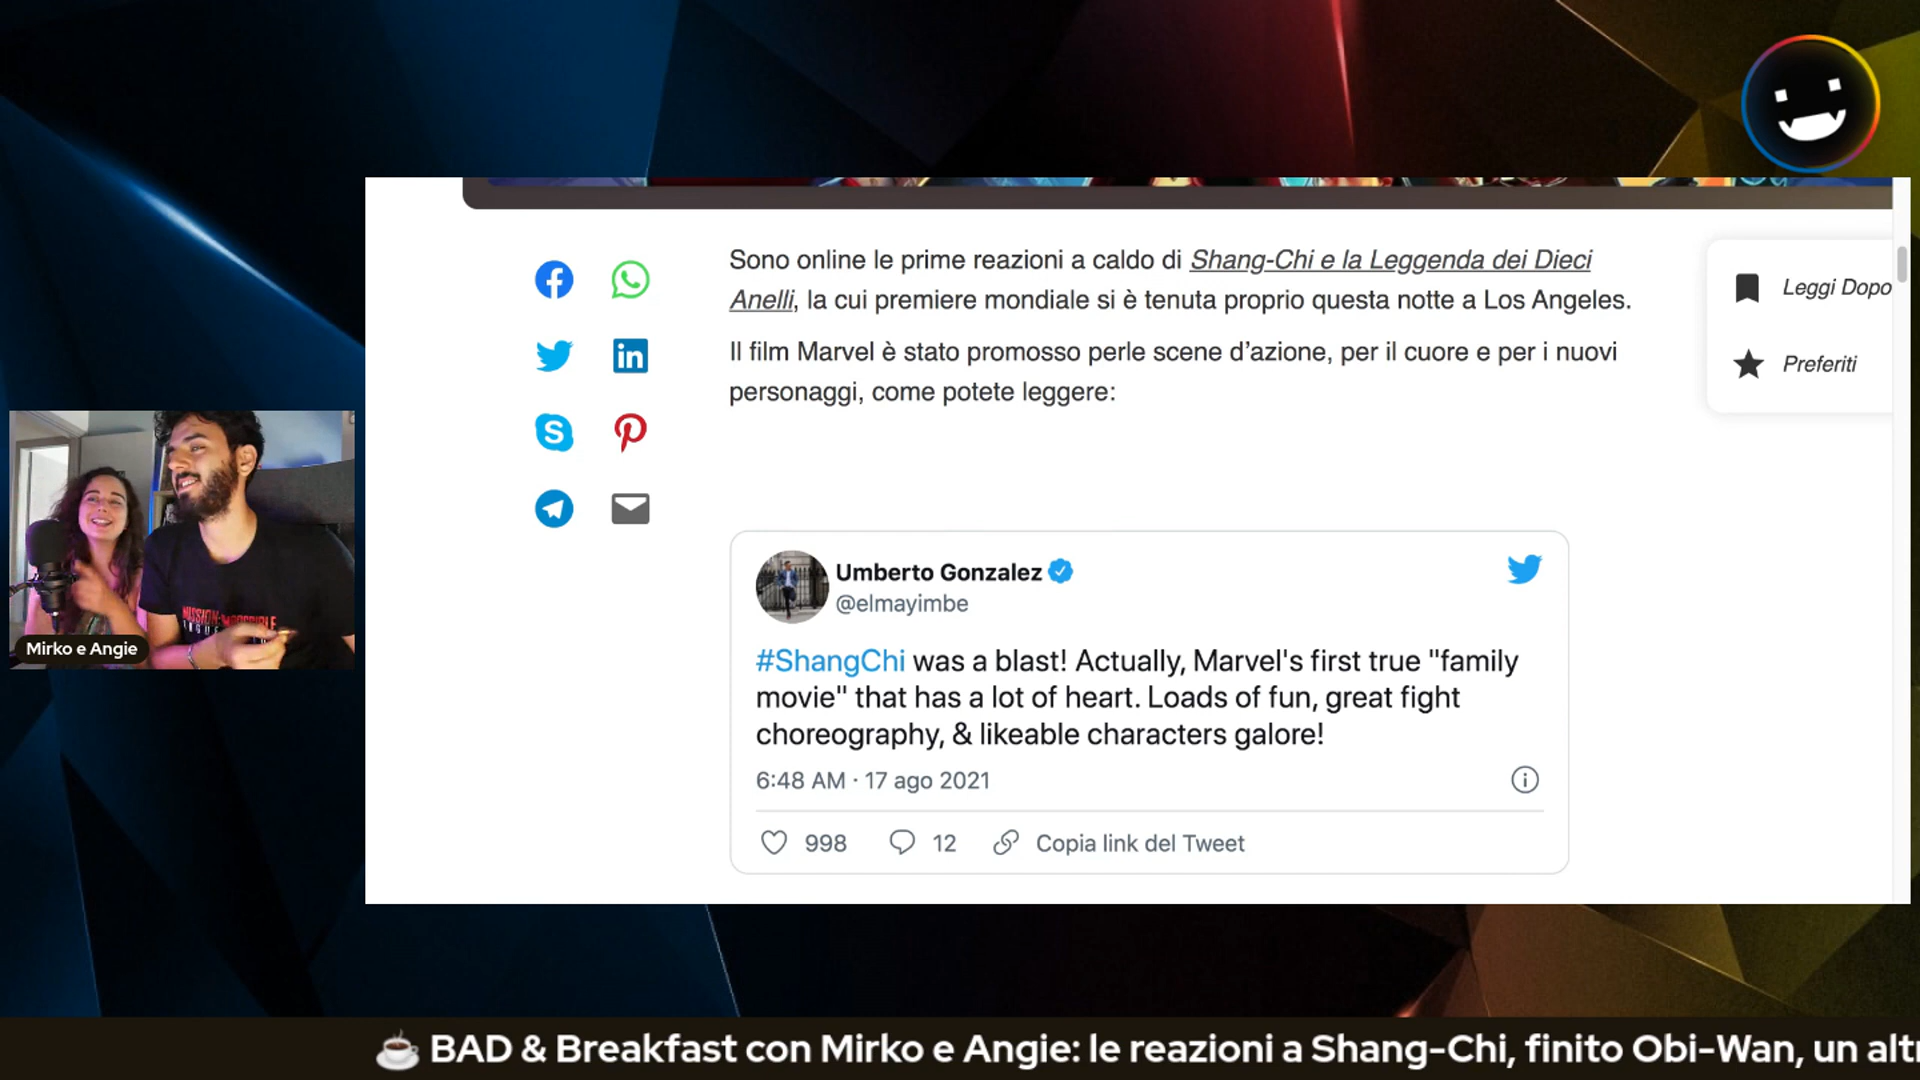 Sono online le prime reazioni a caldo di Shang-Chi e la Leggenda dei Dieci
Anelli, la cui premiere mondiale si è tenuta proprio questa notte a Los Angeles.
Il film Marvel è stato promosso perle scene d’azione, per il cuore e per i nuovi
personaggi, come potete leggere:
Leggi Dopo
Preferiti
Umberto Gonzalez
@elmayimbe
#ShangChi was a blast! Actually, Marvel's first true "family
movie" that has a lot of heart. Loads of fun, great fight
choreography, & likeable characters galore!
6:48 AM · 17 ago 2021
998 12 Copia link del Tweet
MISSION: IMPOSSIBLE
Mirko e Angie
BAD & Breakfast con Mirko e Angie: le reazioni a Shang-Chi, finito Obi-Wan, un altr